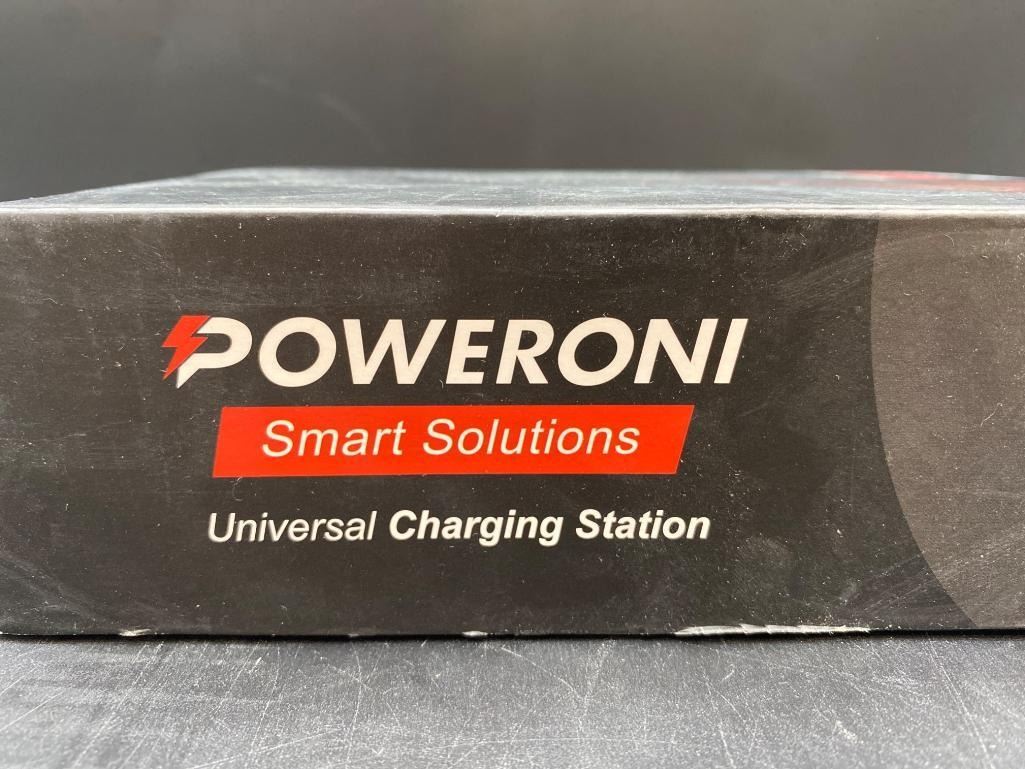 POWERONI
Smart Solutions
Universal Charging Station